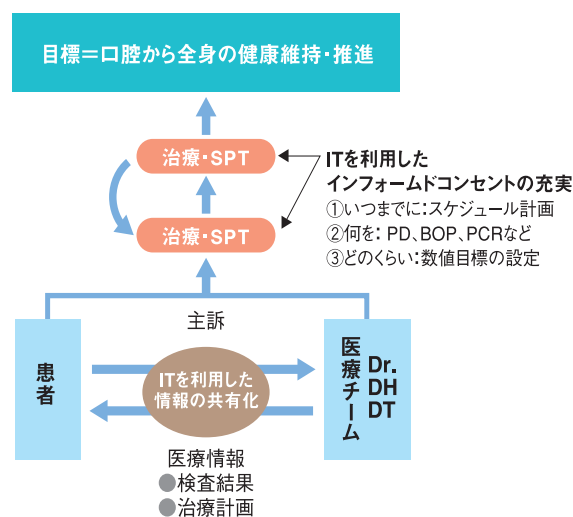 目標＝口腔から全身の健康維持・推進
治療・SPT
治療・SPT
ITを利用した
インフォームドコンセントの充実
①いつまでに：スケジュール計画
②何を：PD、BOP、PCRなど
③どのくらい：数値目標の設定
主訴
患者
ITを利用した
情報の共有化
医療チーム
Dr.
DH
DT
医療情報
●検査結果
●治療計画